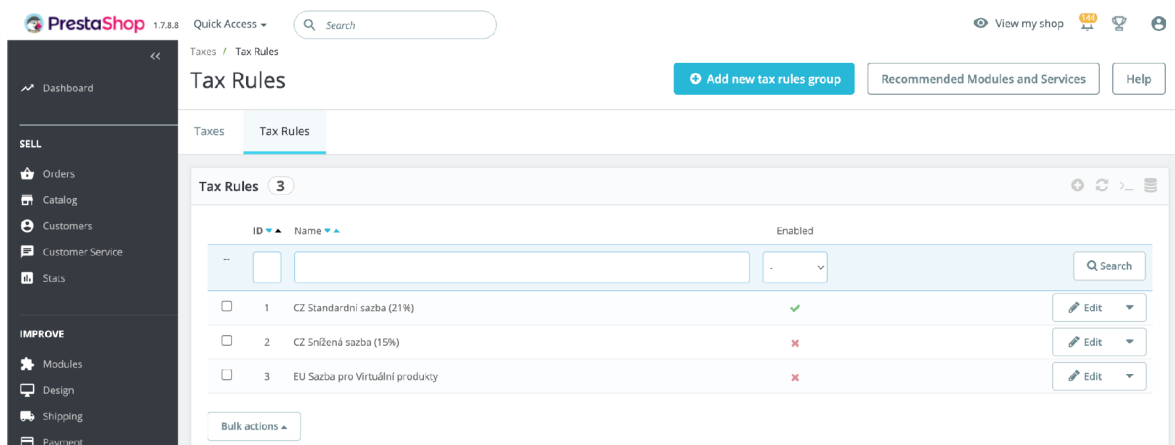 PrestaShop 1.7.8.8 Quick Access Search View my shop 144
Taxes / Tax Rules
Tax Rules Add new tax rules group Recommended Modules and Services Help
Taxes Tax Rules
Dashboard
SELL
Orders
Catalog
Customers
Customer Service
Stats
IMPROVE
Modules
Design
Shipping
Payment
Tax Rules 3
ID Name Enabled
-- - Search
1 CZ Standardní sazba (21%) Edit
2 CZ Snížená sazba (15%) Edit
3 EU Sazba pro Virtuální produkty Edit
Bulk actions